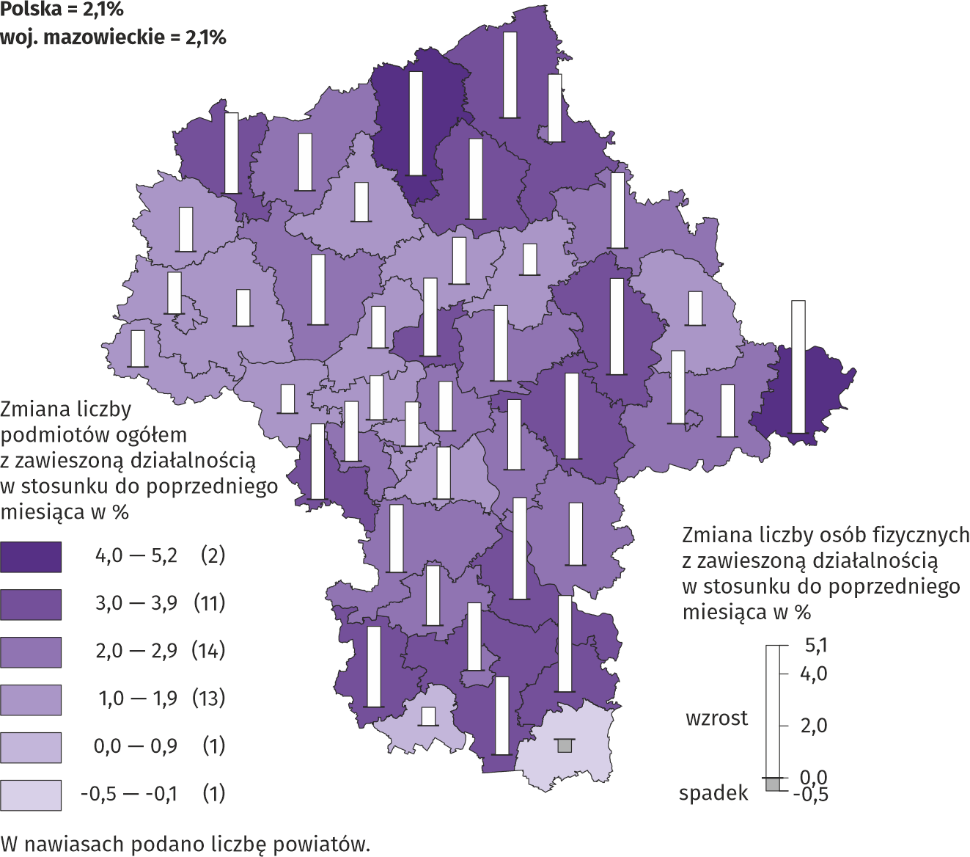 Polska = 2,1%
woj. mazowieckie = 2,1%
Zmiana liczby
podmiotów ogółem
z zawieszoną działalnością
w stosunku do poprzedniego
miesiąca w %
4,0 — 5,2 (2)
3,0 — 3,9 (11)
2,0 — 2,9 (14)
1,0 — 1,9 (13)
0,0 — 0,9 (1)
-0,5 — -0,1 (1)
W nawiasach podano liczbę powiatów.
Zmiana liczby osób fizycznych
z zawieszoną działalnością
w stosunku do poprzedniego
miesiąca w %
5,1
4,0
wzrost
2,0
0,0
spadek
-0,5